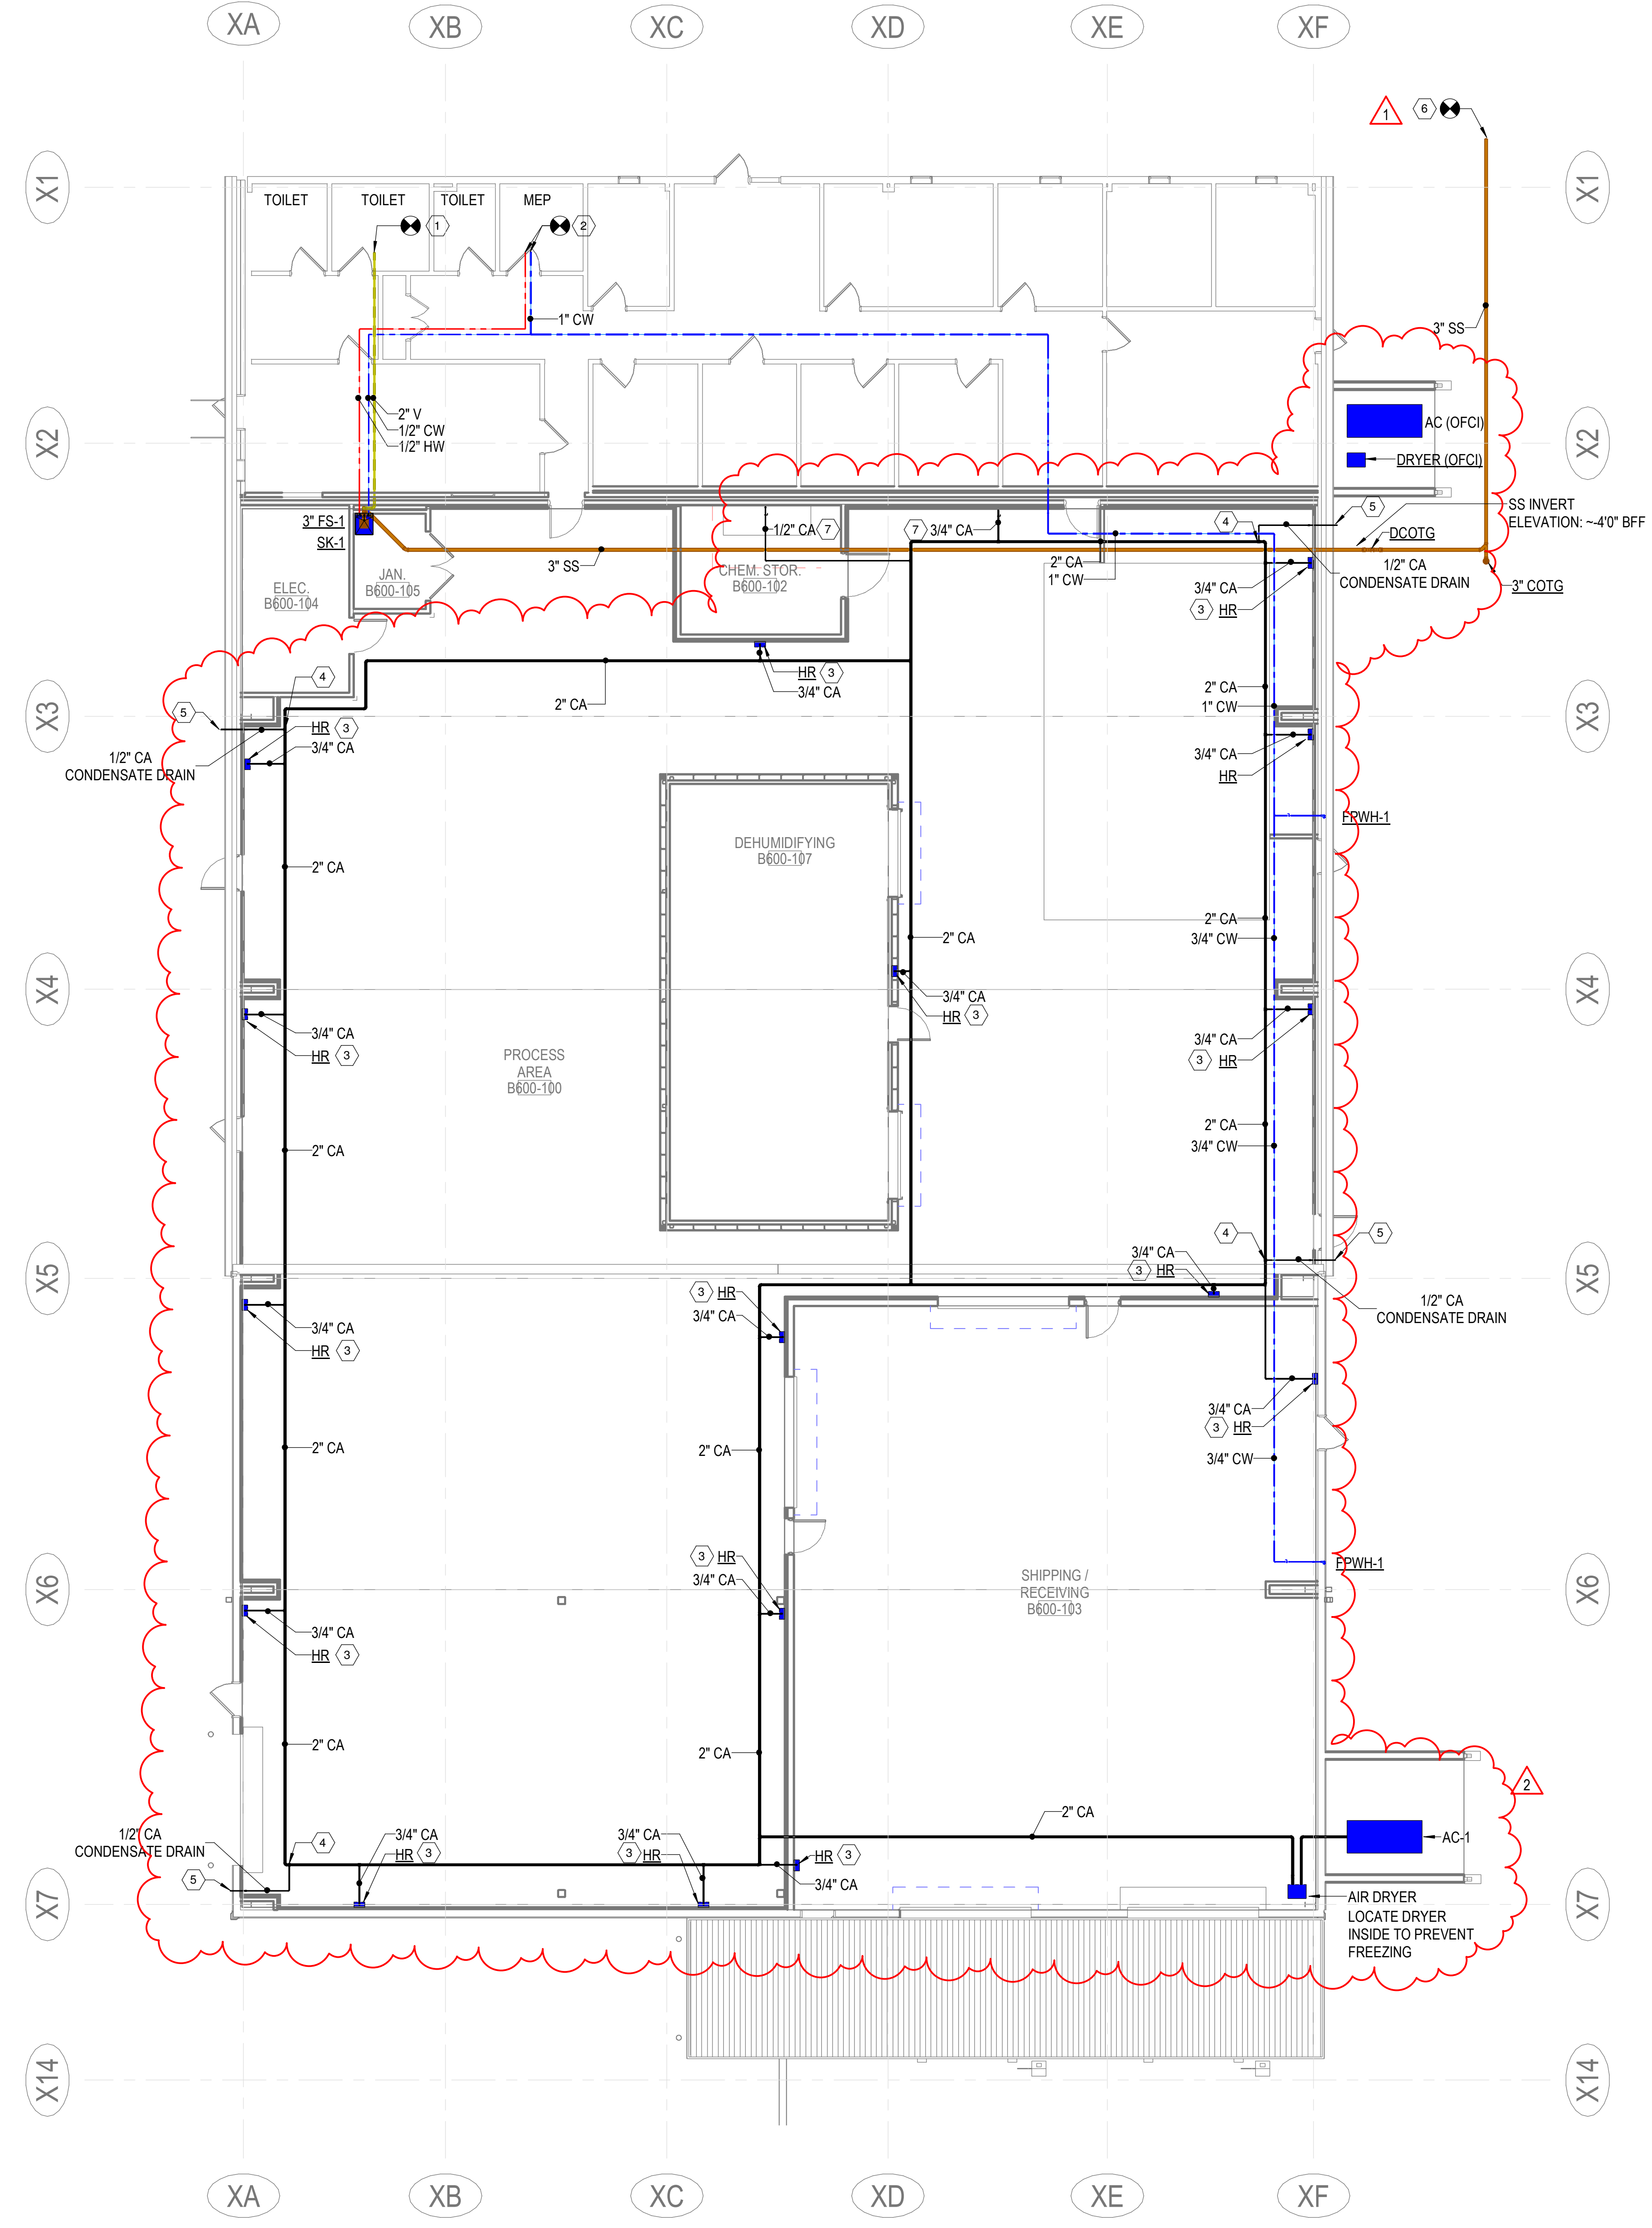 XA
XB
XC
XD
XE
XF
1
6
X1
X1
TOILET
TOILET
TOILET
MEP
1
2
1" CW
3" SS
2" V
1/2" CW
1/2" HW
X2
X2
AC (OFCI)
DRYER (OFCI)
SS INVERT
ELEVATION: ~-4'0" BFF
5
4
DCOTG
3" FS-1
SK-1
1/2" CA
7
7
3/4" CA
3" SS
2" CA
1" CW
1/2" CA
CONDENSATE DRAIN
3" COTG
CHEM. STOR.
B600-102
JAN.
B600-105
ELEC.
B600-104
3/4" CA
3
HR
HR
3
3/4" CA
4
2" CA
2" CA
1" CW
X3
X3
5
HR
3
3/4" CA
1/2" CA
CONDENSATE DRAIN
3/4" CA
HR
FPWH-1
DEHUMIDIFYING
B600-107
2" CA
2" CA
3/4" CW
2" CA
X4
X4
3/4" CA
HR
3
3/4" CA
HR
3
3/4" CA
3
HR
PROCESS
AREA
B600-100
2" CA
2" CA
3/4" CW
4
5
3/4" CA
3
HR
X5
X5
3
HR
3/4" CA
3/4" CA
HR
3
1/2" CA
CONDENSATE DRAIN
3/4" CA
3
HR
2" CA
2" CA
3/4" CW
3
HR
3/4" CA
FPWH-1
X6
X6
SHIPPING /
RECEIVING
B600-103
3/4" CA
HR
3
2" CA
2" CA
2
2" CA
1/2" CA
CONDENSATE DRAIN
4
3/4" CA
HR
3
3/4" CA
3
HR
HR
3
3/4" CA
AC-1
5
X7
X7
AIR DRYER
LOCATE DRYER
INSIDE TO PREVENT
FREEZING
X14
X14
XA
XB
XC
XD
XE
XF